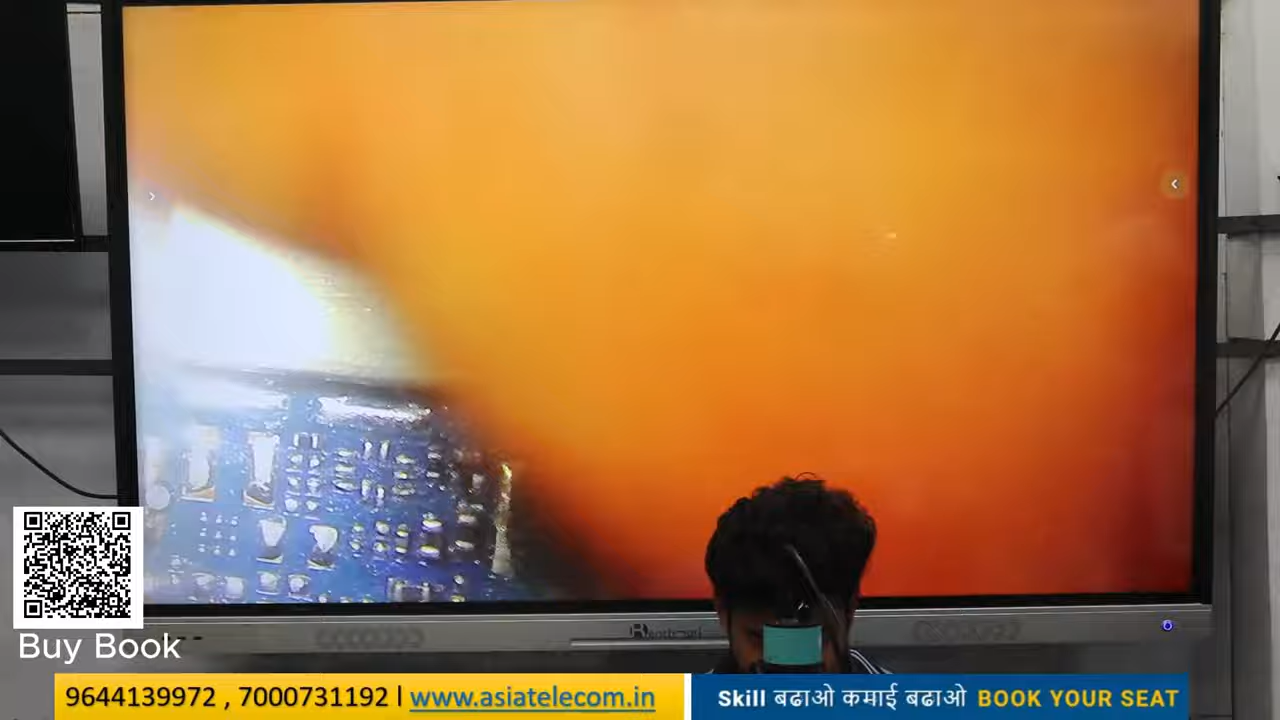 Buy Book
9644139972 , 7000731192 | www.asiatelecom.in
Skill बढाओ कमाई बढाओ BOOK YOUR SEAT